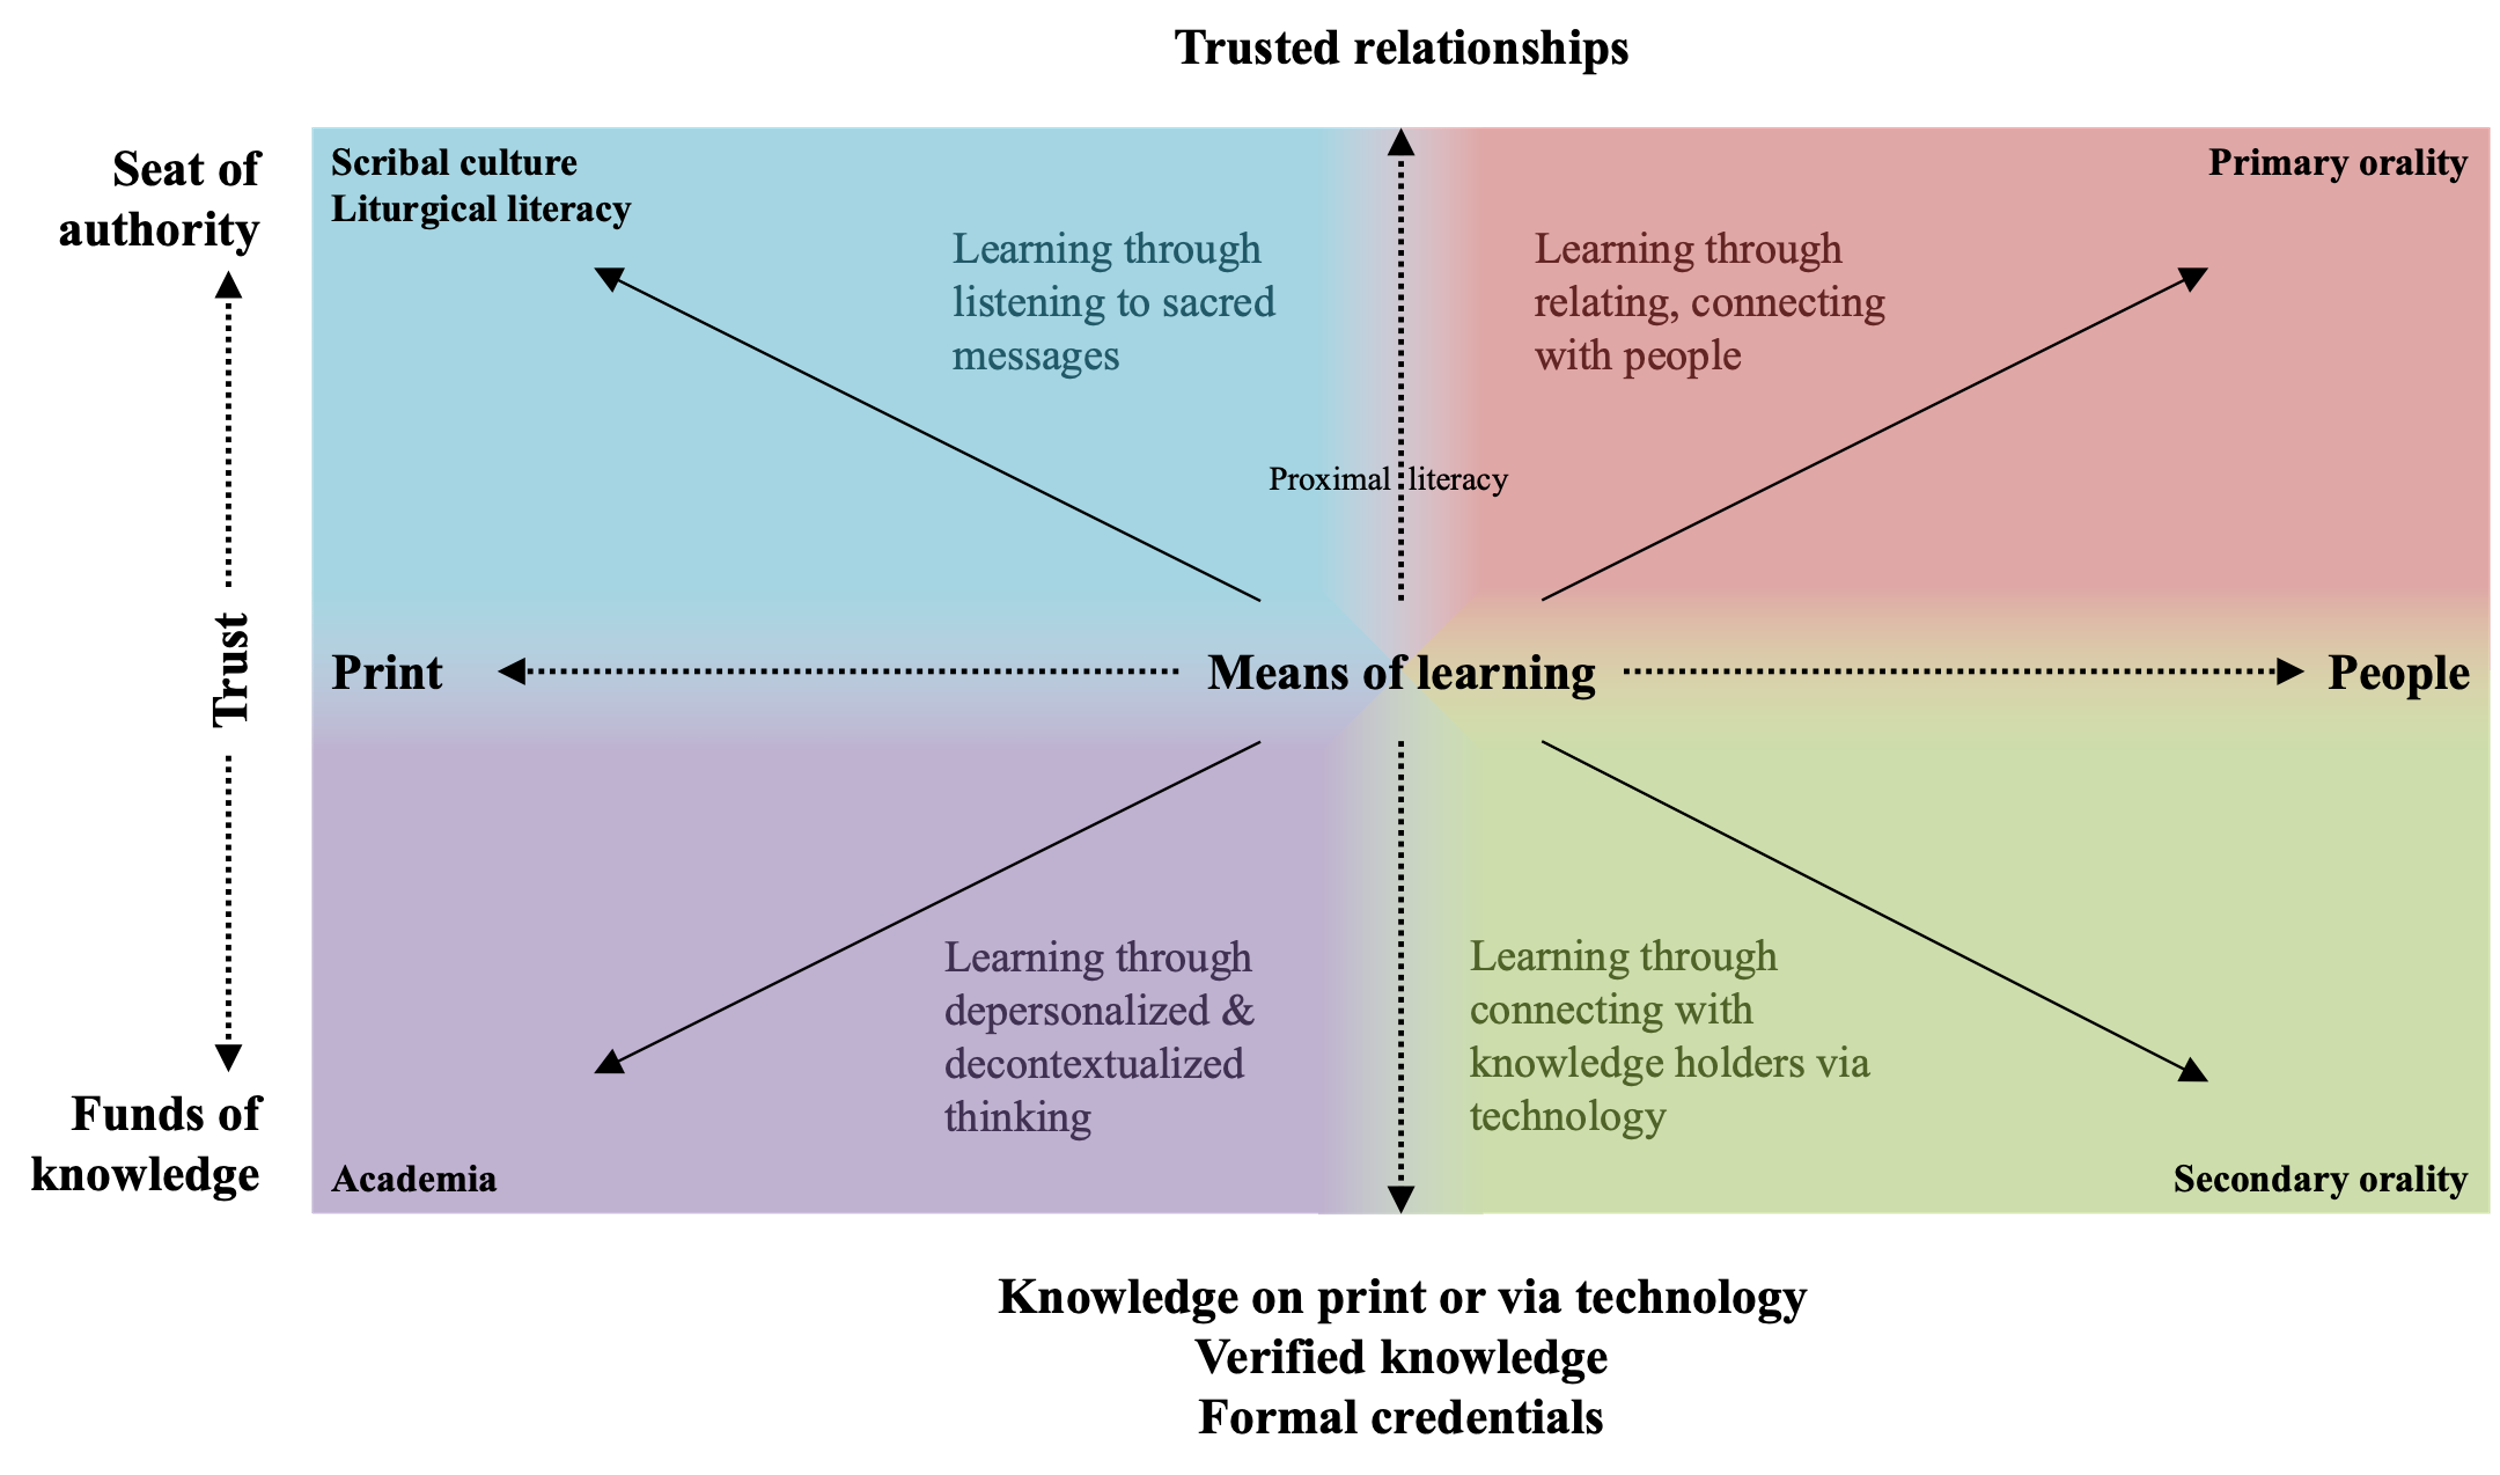 Trusted relationships
Seat of
authority
Trust
Funds of
knowledge
Scribal culture
Liturgical literacy
Learning through
listening to sacred
messages
Primary orality
Learning through
relating, connecting
with people
Proximal literacy
Print
Means of learning
People
Learning through
depersonalized &
decontextualized
thinking
Academia
Learning through
connecting with
knowledge holders via
technology
Secondary orality
Knowledge on print or via technology
Verified knowledge
Formal credentials